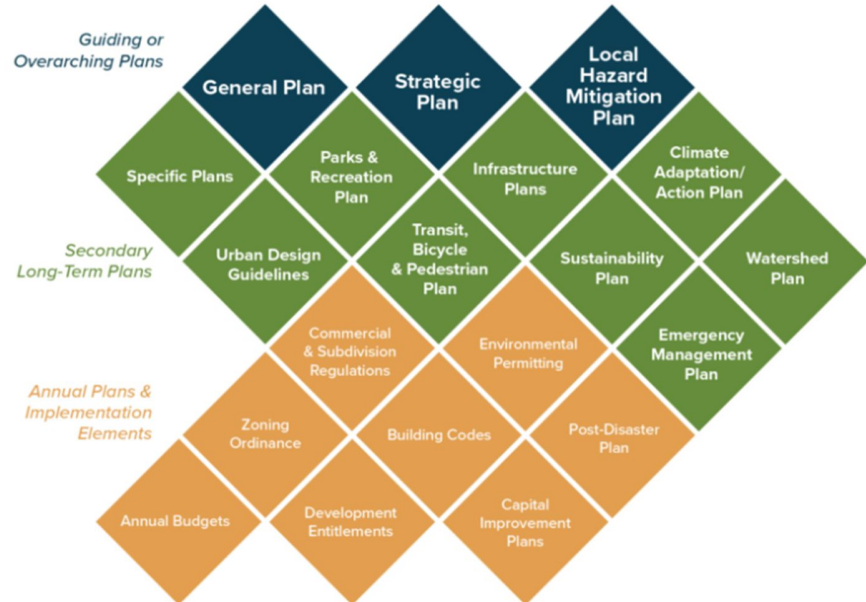 Guiding or
Overarching Plans
General Plan
Strategic
Plan
Local
Hazard
Mitigation
Plan
Specific Plans
Parks &
Recreation
Plan
Infrastructure
Plans
Climate
Adaptation/
Action Plan
Secondary
Long-Term Plans
Urban Design
Guidelines
Transit,
Bicycle
& Pedestrian
Plan
Sustainability
Plan
Watershed
Plan
Commercial
& Subdivision
Regulations
Environmental
Permitting
Emergency
Management
Plan
Annual Plans &
Implementation
Elements
Zoning
Ordinance
Building Codes
Post-Disaster
Plan
Annual Budgets
Development
Entitlements
Capital
Improvement
Plans